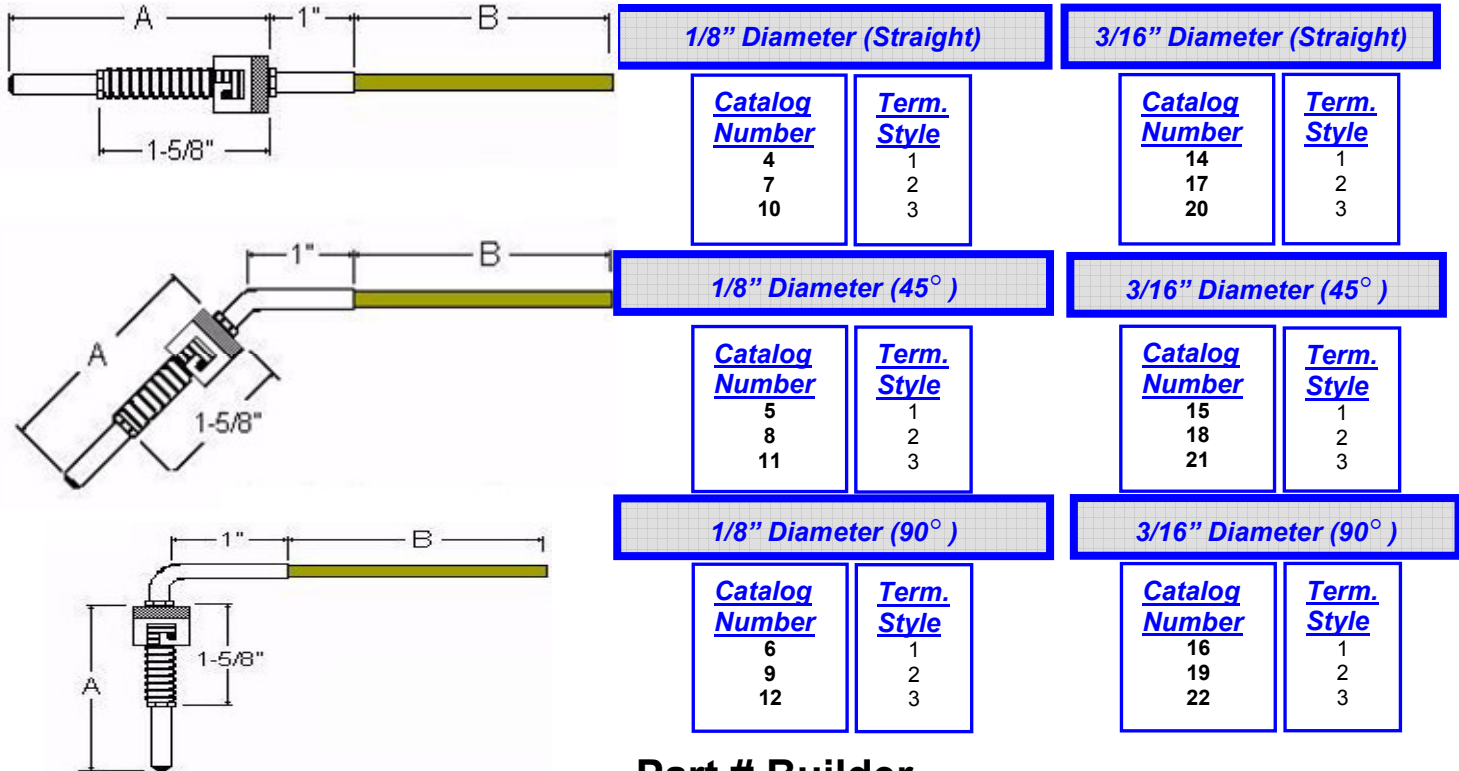 A
1"
B
1-5/8"
1/8” Diameter (Straight)
Catalog Number
Term. Style
4 1
7 2
10 3
3/16” Diameter (Straight)
Catalog Number
Term. Style
14 1
17 2
20 3
1"
B
A
1-5/8"
1/8” Diameter (45° )
Catalog Number
Term. Style
5 1
8 2
11 3
3/16” Diameter (45° )
Catalog Number
Term. Style
15 1
18 2
21 3
1"
B
1-5/8"
A
1/8” Diameter (90° )
Catalog Number
Term. Style
6 1
9 2
12 3
3/16” Diameter (90° )
Catalog Number
Term. Style
16 1
19 2
22 3
Part # Builder